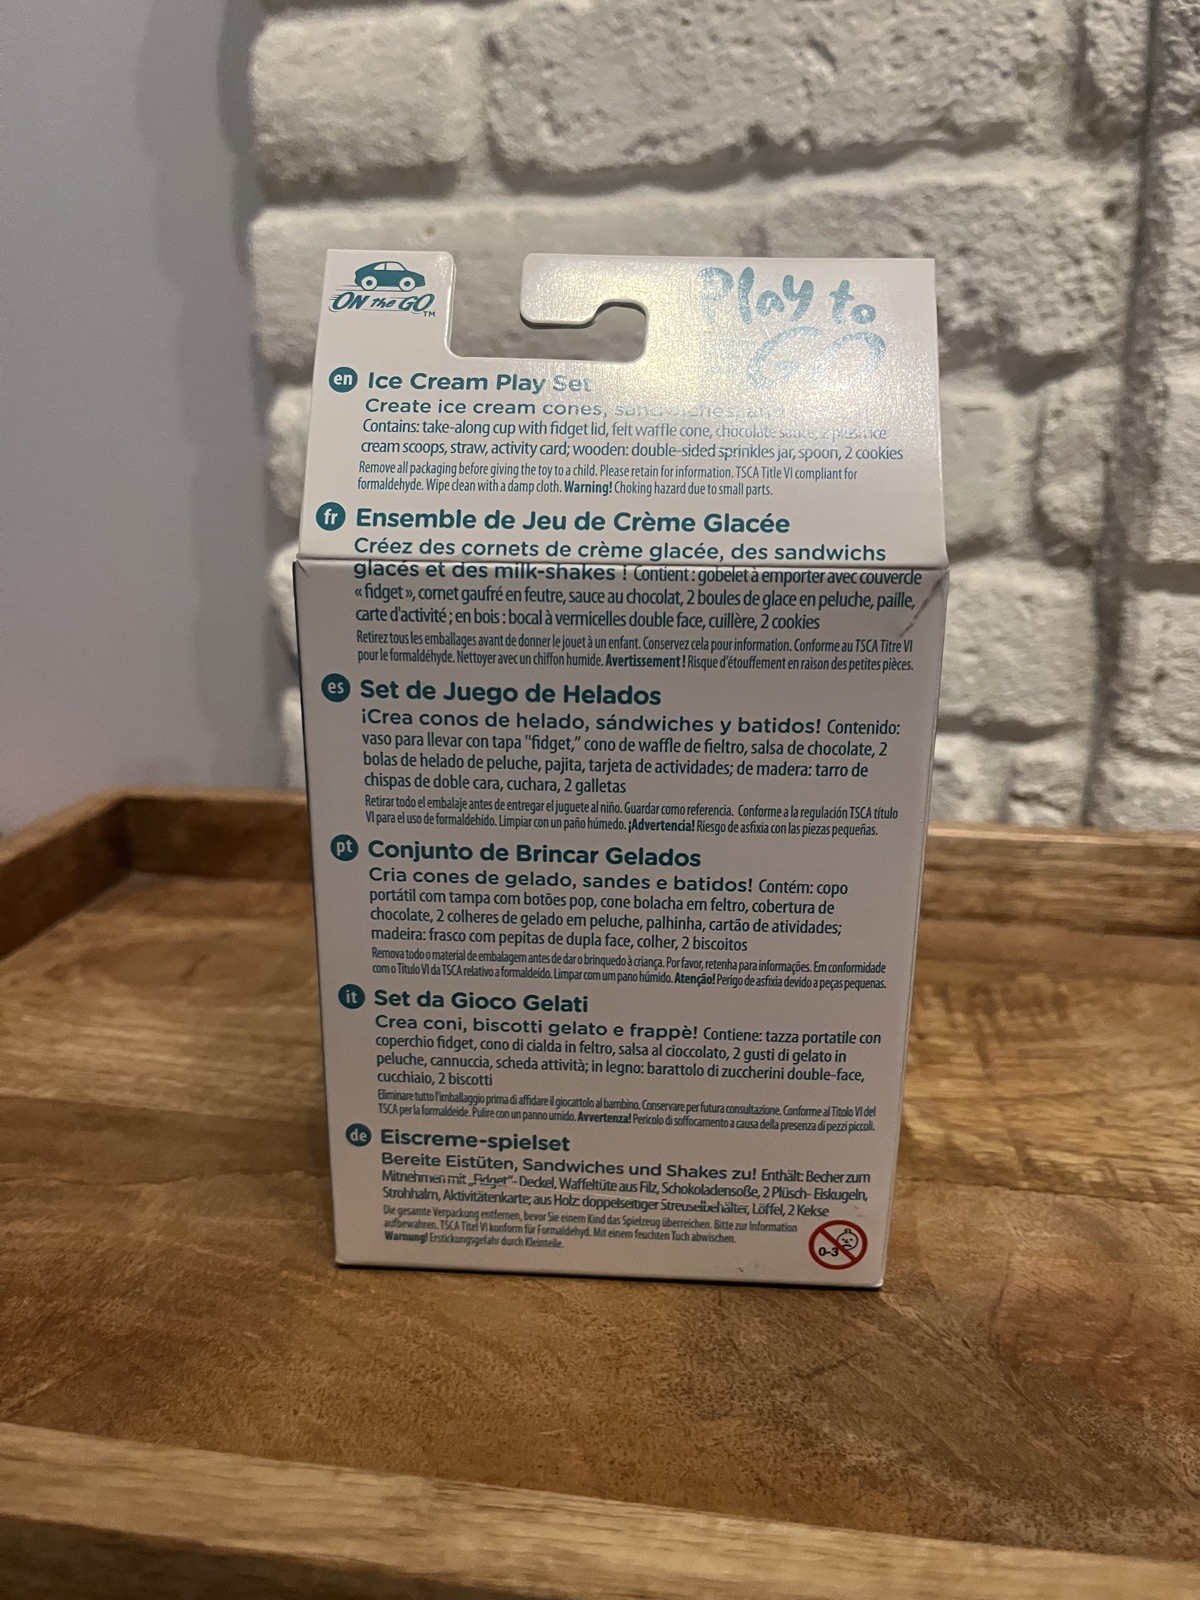 ON the GO™
Play to
GO
en Ice Cream Play Set
Create ice cream cones, sandwiches, and
Contains: take-along cup with fidget lid, felt waffle cone, chocolate sauce, 2 plush ice
cream scoops, straw, activity card; wooden: double-sided sprinkles jar, spoon, 2 cookies
Remove all packaging before giving the toy to a child. Please retain for information. TSCA Title VI compliant for
formaldehyde. Wipe clean with a damp cloth. Warning! Choking hazard due to small parts.
fr Ensemble de Jeu de Crème Glacée
Créez des cornets de crème glacée, des sandwichs
glacés et des milk-shakes ! Contient : gobelet à emporter avec couvercle
« fidget », cornet gaufré en feutre, sauce au chocolat, 2 boules de glace en peluche, paille,
carte d'activité ; en bois : bocal à vermicelles double face, cuillère, 2 cookies
Retirez tous les emballages avant de donner le jouet à un enfant. Conservez cela pour information. Conforme au TSCA Titre VI
pour le formaldéhyde. Nettoyer avec un chiffon humide. Avertissement ! Risque d'étouffement en raison des petites pièces.
es Set de Juego de Helados
¡Crea conos de helado, sándwiches y batidos! Contenido:
vaso para llevar con tapa "fidget," cono de waffle de fieltro, salsa de chocolate, 2
bolas de helado de peluche, pajita, tarjeta de actividades; de madera: tarro de
chispas de doble cara, cuchara, 2 galletas
Retirar todo el embalaje antes de entregar el juguete al niño. Guardar como referencia. Conforme a la regulación TSCA título
VI para el uso de formaldehido. Limpiar con un paño húmedo. ¡Advertencia! Riesgo de asfixia con las piezas pequeñas.
pt Conjunto de Brincar Gelados
Cria cones de gelado, sandes e batidos! Contém: copo
portátil com tampa com botões pop, cone bolacha em feltro, cobertura de
chocolate, 2 colheres de gelado em peluche, palhinha, cartão de atividades;
madeira: frasco com pepitas de dupla face, colher, 2 biscoitos
Remova todo o material de embalagem antes de dar o brinquedo à criança. Por favor, retenha para informações. Em conformidade
com o Título VI da TSCA relativo a formaldeído. Limpar com um pano húmido. Atenção! Perigo de asfixia devido a peças pequenas.
it Set da Gioco Gelati
Crea coni, biscotti gelato e frappè! Contiene: tazza portatile con
coperchio fidget, cono di cialda in feltro, salsa al cioccolato, 2 gusti di gelato in
peluche, cannuccia, scheda attività; in legno: barattolo di zuccherini double-face,
cucchiaio, 2 biscotti
Eliminare tutto l'imballaggio prima di affidare il giocattolo al bambino. Conservare per futura consultazione. Conforme al Titolo VI del
TSCA per la formaldeide. Pulire con un panno umido. Avvertenza! Pericolo di soffocamento a causa della presenza di pezzi piccoli.
de Eiscreme-spielset
Bereite Eistüten, Sandwiches und Shakes zu! Enthält: Becher zum
Mitnehmen mit „Fidget"- Deckel, Waffeltüte aus Filz, Schokoladensoße, 2 Plüsch- Eiskugeln,
Strohhalm, Aktivitätenkarte; aus Holz: doppelseitiger Streuselbehälter, Löffel, 2 Kekse
Die gesamte Verpackung entfernen, bevor Sie einem Kind das Spielzeug überreichen. Bitte zur Information
aufbewahren. TSCA Titel VI konform für Formaldehyd. Mit einem feuchten Tuch abwischen.
Warnung! Erstickungsgefahr durch Kleinteile.
0-3